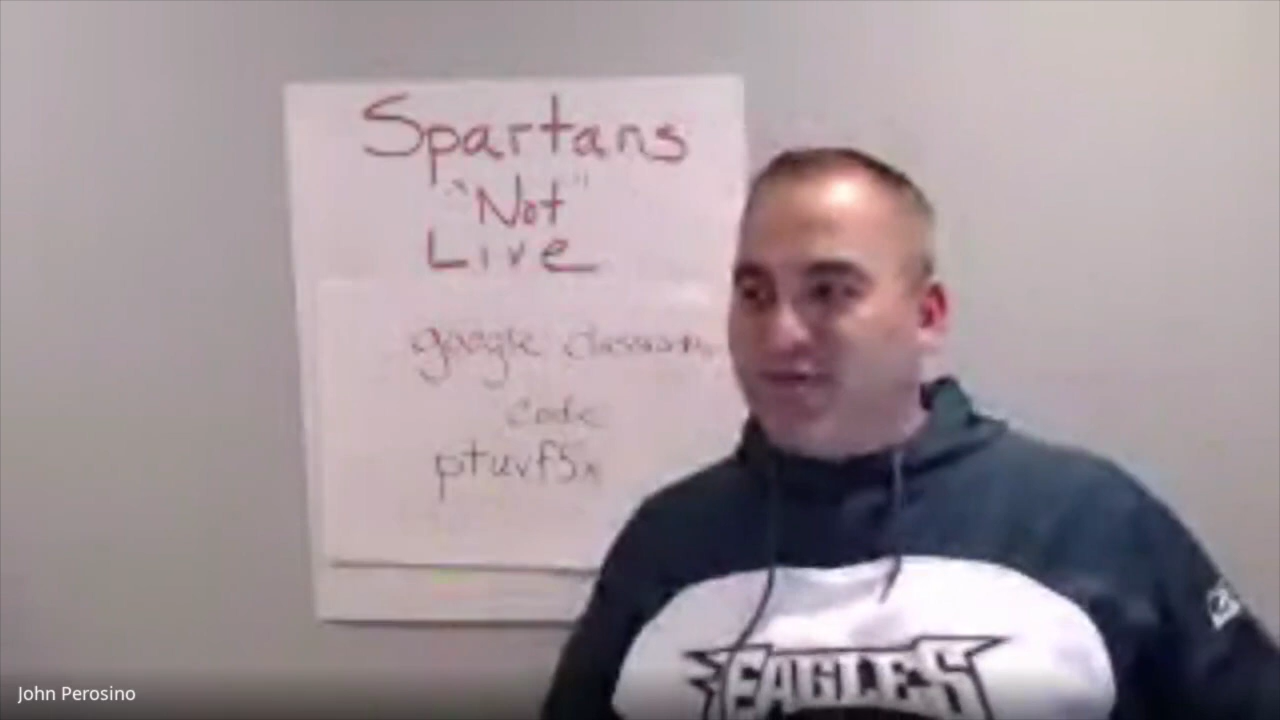 Spartans
"Not"
Live
google classroom
code
ptuvf5x
EAGLES
John Perosino